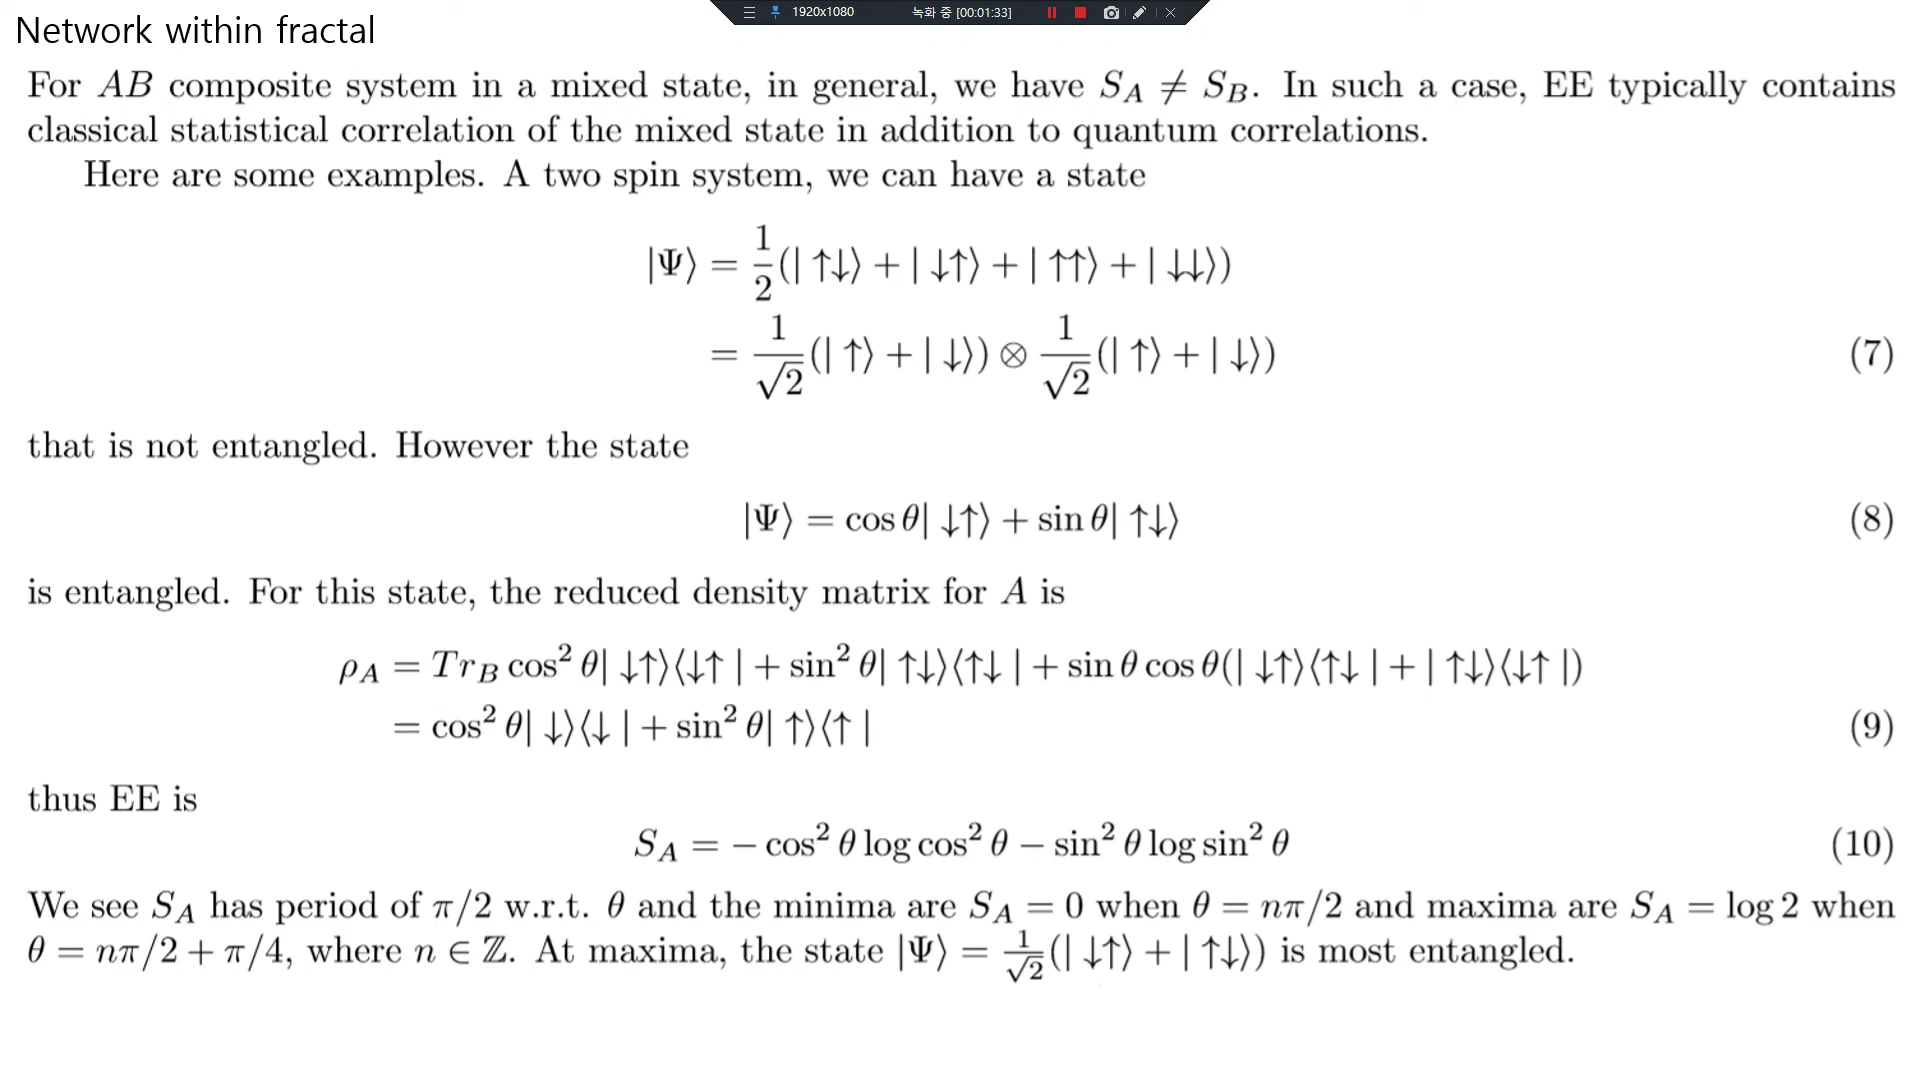 1920x1080 녹화 중 [00:01:33]
Network within fractal
For AB composite system in a mixed state, in general, we have S_A ≠ S_B. In such a case, EE typically contains
classical statistical correlation of the mixed state in addition to quantum correlations.
Here are some examples. A two spin system, we can have a state
|Ψ⟩ = 1/2 (| ↑↓⟩ + | ↓↑⟩ + | ↑↑⟩ + | ↓↓⟩)
= 1/√2 (| ↑⟩ + | ↓⟩) ⊗ 1/√2 (| ↑⟩ + | ↓⟩) (7)
that is not entangled. However the state
|Ψ⟩ = cos θ| ↓↑⟩ + sin θ| ↑↓⟩ (8)
is entangled. For this state, the reduced density matrix for A is
ρ_A = Tr_B cos² θ| ↓↑⟩⟨↓↑ | + sin² θ| ↑↓⟩⟨↑↓ | + sin θ cos θ(| ↓↑⟩⟨↑↓ | + | ↑↓⟩⟨↓↑ |)
= cos² θ| ↓⟩⟨↓ | + sin² θ| ↑⟩⟨↑ | (9)
thus EE is
S_A = − cos² θ log cos² θ − sin² θ log sin² θ (10)
We see S_A has period of π/2 w.r.t. θ and the minima are S_A = 0 when θ = nπ/2 and maxima are S_A = log 2 when
θ = nπ/2 + π/4, where n ∈ ℤ. At maxima, the state |Ψ⟩ = 1/√2 (| ↓↑⟩ + | ↑↓⟩) is most entangled.